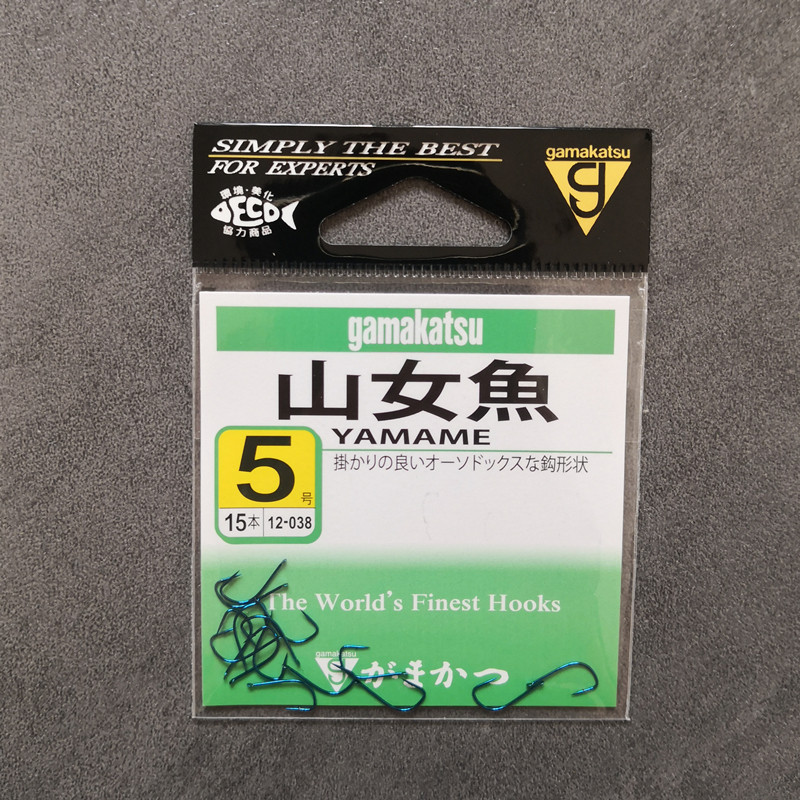 SIMPLY THE BEST
FOR EXPERTS
環境・美化
DECO
協力商品
gamakatsu
gamakatsu
山女魚
YAMAME
掛かりの良いオーソドックスな鈎形状
5号
15本 12-038
The World's Finest Hooks
gamakatsu
がまかつ